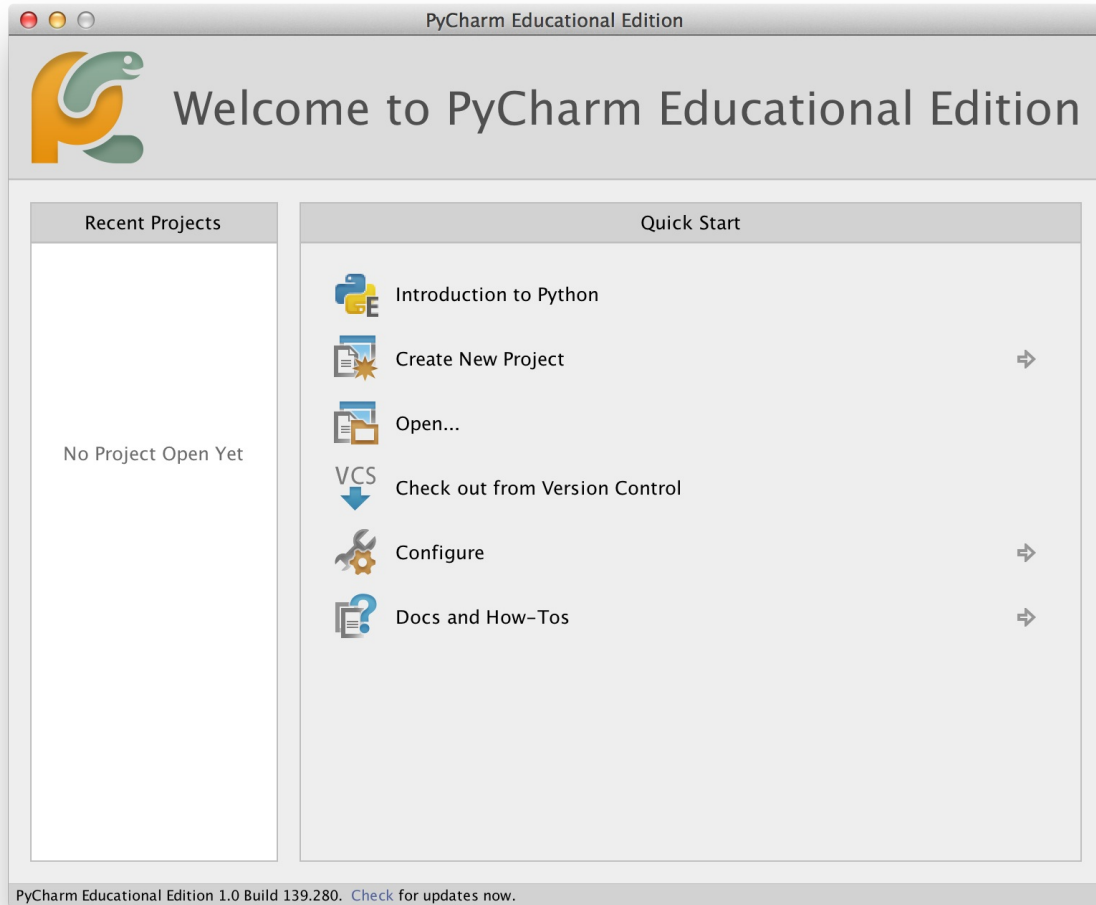 PyCharm Educational Edition
Welcome to PyCharm Educational Edition
Recent Projects
No Project Open Yet
Quick Start
Introduction to Python
Create New Project
Open...
VCS
Check out from Version Control
Configure
Docs and How-Tos
PyCharm Educational Edition 1.0 Build 139.280. Check for updates now.